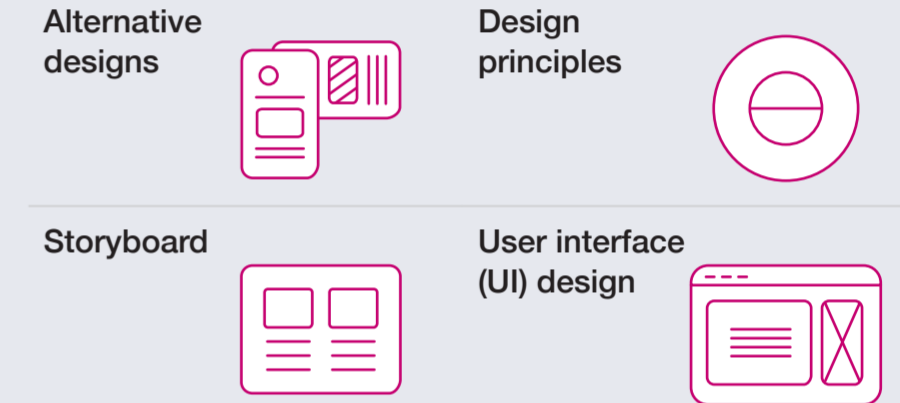 Alternative
designs
Design
principles
Storyboard
User interface
(UI) design